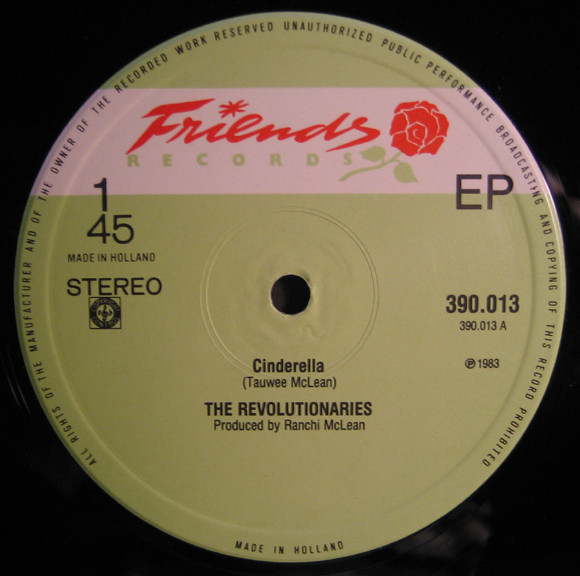 ALL RIGHTS OF THE MANUFACTURER AND OF THE OWNER OF THE RECORDED WORK RESERVED UNAUTHORIZED PUBLIC PERFORMANCE BROADCASTING AND COPYING OF THIS RECORD PROHIBITED
Friends
RECORDS
1
EP
45
MADE IN HOLLAND
STEREO
390.013
390.013 A
Cinderella
℗ 1983
(Tauwee McLean)
THE REVOLUTIONARIES
Produced by Ranchi McLean
MADE IN HOLLAND